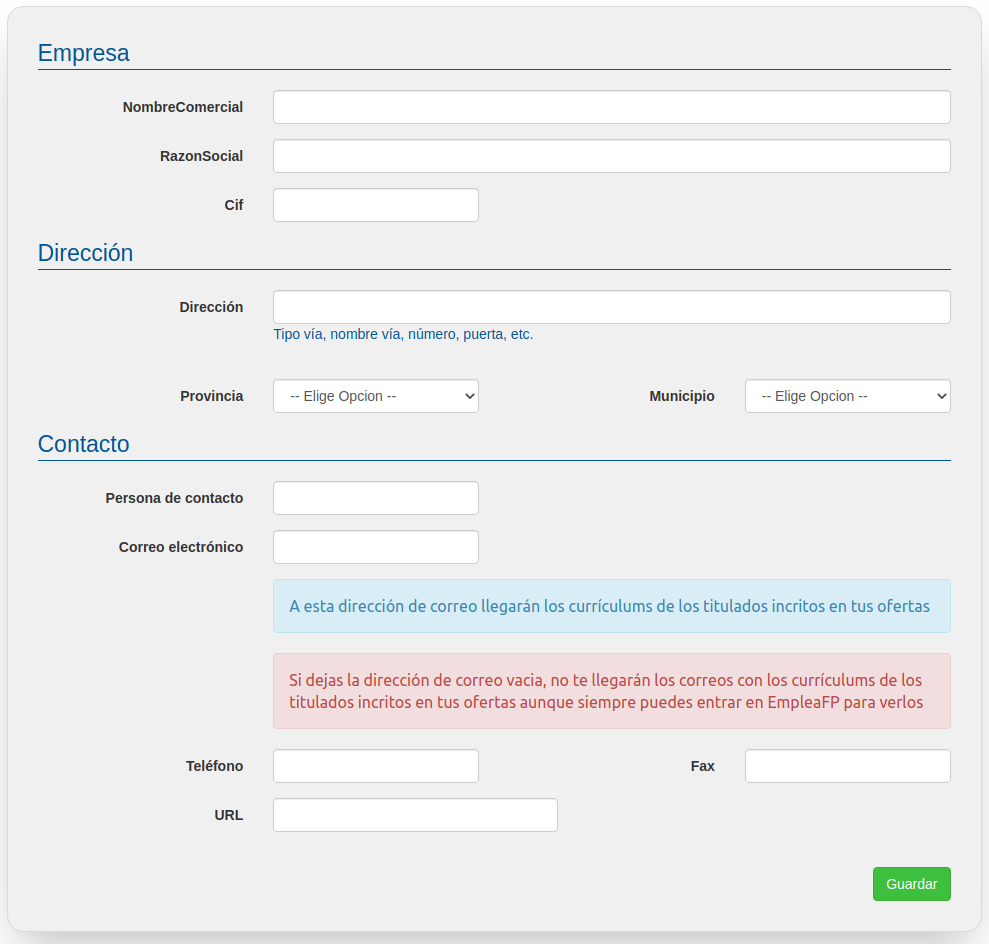 Empresa
NombreComercial
RazonSocial
Cif
Dirección
Dirección
Tipo vía, nombre vía, número, puerta, etc.
Provincia -- Elige Opcion -- Municipio -- Elige Opcion --
Contacto
Persona de contacto
Correo electrónico
A esta dirección de correo llegarán los currículums de los titulados incritos en tus ofertas
Si dejas la dirección de correo vacia, no te llegarán los correos con los currículums de los
titulados incritos en tus ofertas aunque siempre puedes entrar en EmpleaFP para verlos
Teléfono Fax
URL
Guardar